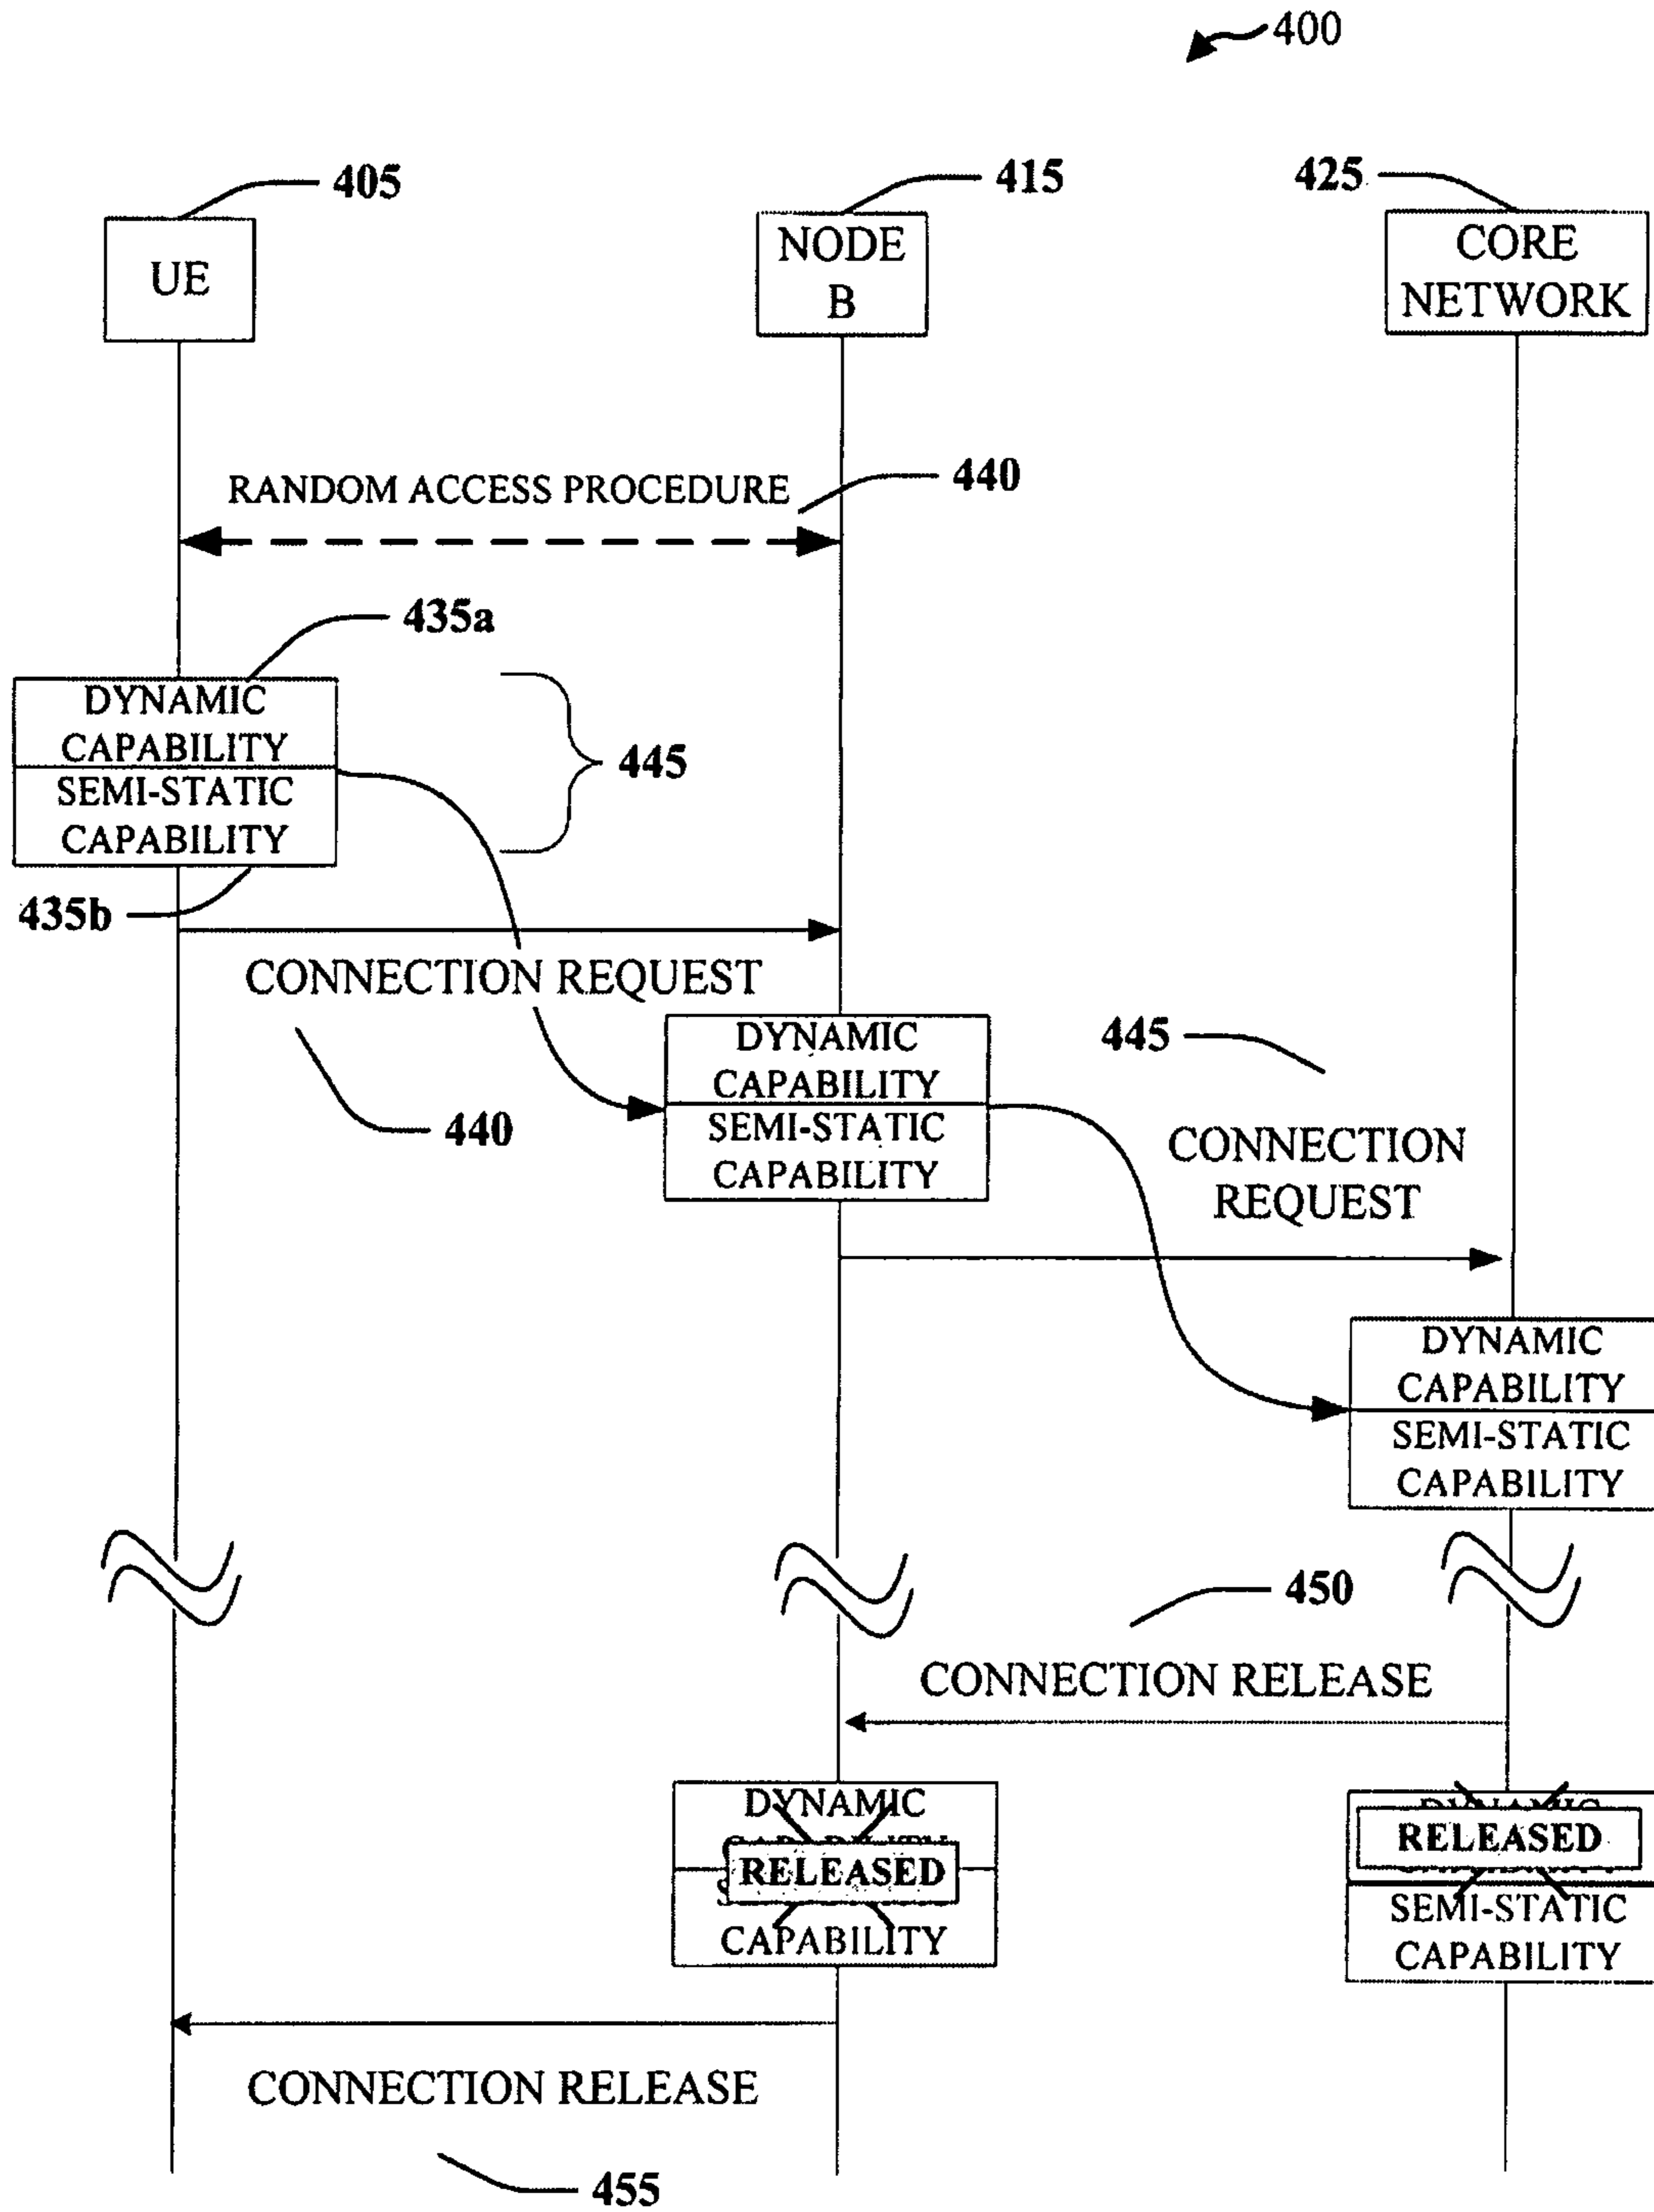 400
405
415
425
UE
NODE
B
CORE
NETWORK
RANDOM ACCESS PROCEDURE
440
435a
DYNAMIC
CAPABILITY
SEMI-STATIC
CAPABILITY
445
435b
CONNECTION REQUEST
440
DYNAMIC
CAPABILITY
SEMI-STATIC
CAPABILITY
445
CONNECTION
REQUEST
DYNAMIC
CAPABILITY
SEMI-STATIC
CAPABILITY
450
CONNECTION RELEASE
DYNAMIC
RELEASED
CAPABILITY
RELEASED
SEMI-STATIC
CAPABILITY
CONNECTION RELEASE
455